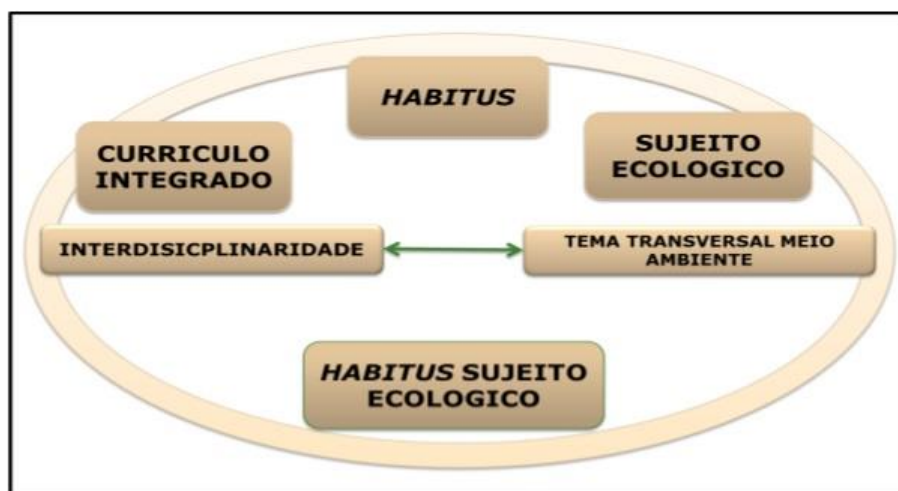 HABITUS
CURRICULO
INTEGRADO
SUJEITO
ECOLOGICO
INTERDISICPLINARIDADE
TEMA TRANSVERSAL MEIO
AMBIENTE
HABITUS SUJEITO
ECOLOGICO